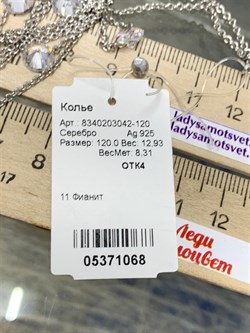 Колье
Арт.: 8340203042-120
Серебро Ag 925
Размер: 120.0 Вес: 12,93
ВесМет: 8,31
ОТК4
11 Фианит
05371068
ladysamotsvet.
ladysamotsvet.
Леди